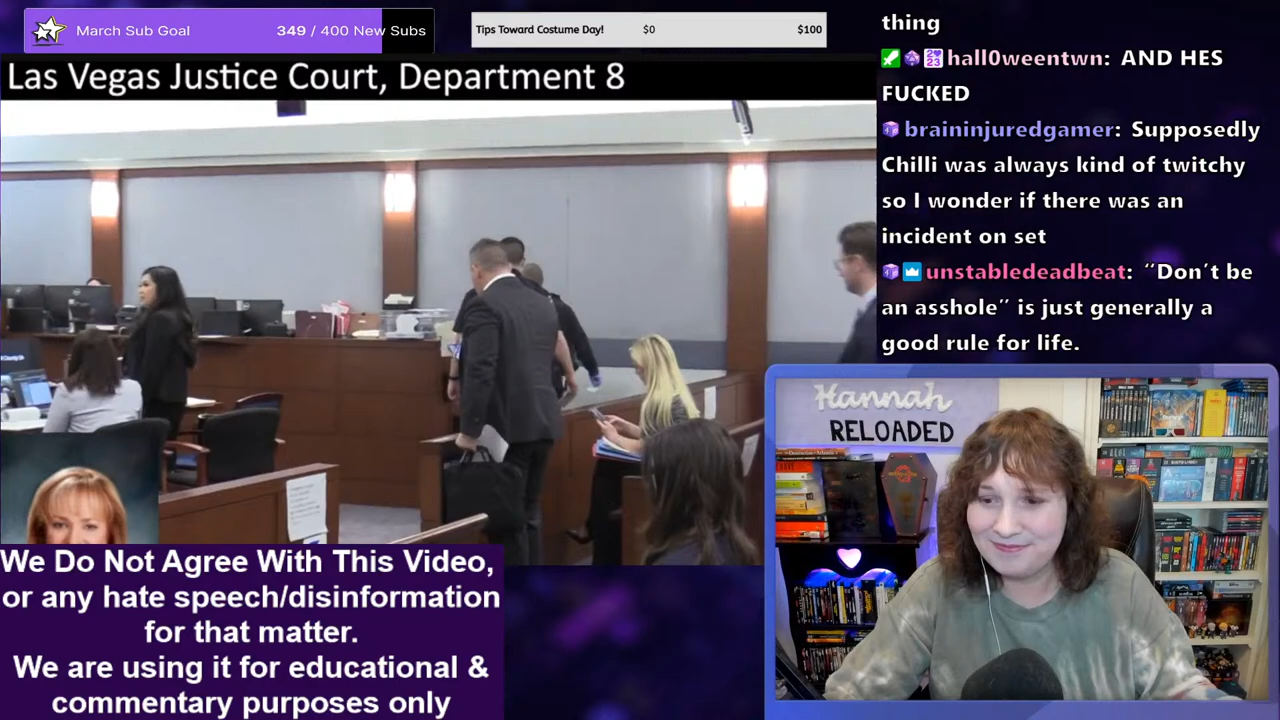 March Sub Goal
349 / 400 New Subs
Tips Toward Costume Day!
$0
$100
Las Vegas Justice Court, Department 8
thing
hall0weentwn: AND HES
FUCKED
braininjuredgamer: Supposedly
Chilli was always kind of twitchy
so I wonder if there was an
incident on set
unstabledeadbeat: “Don’t be
an asshole” is just generally a
good rule for life.
Hannah
RELOADED
We Do Not Agree With This Video,
or any hate speech/disinformation
for that matter.
We are using it for educational &
commentary purposes only